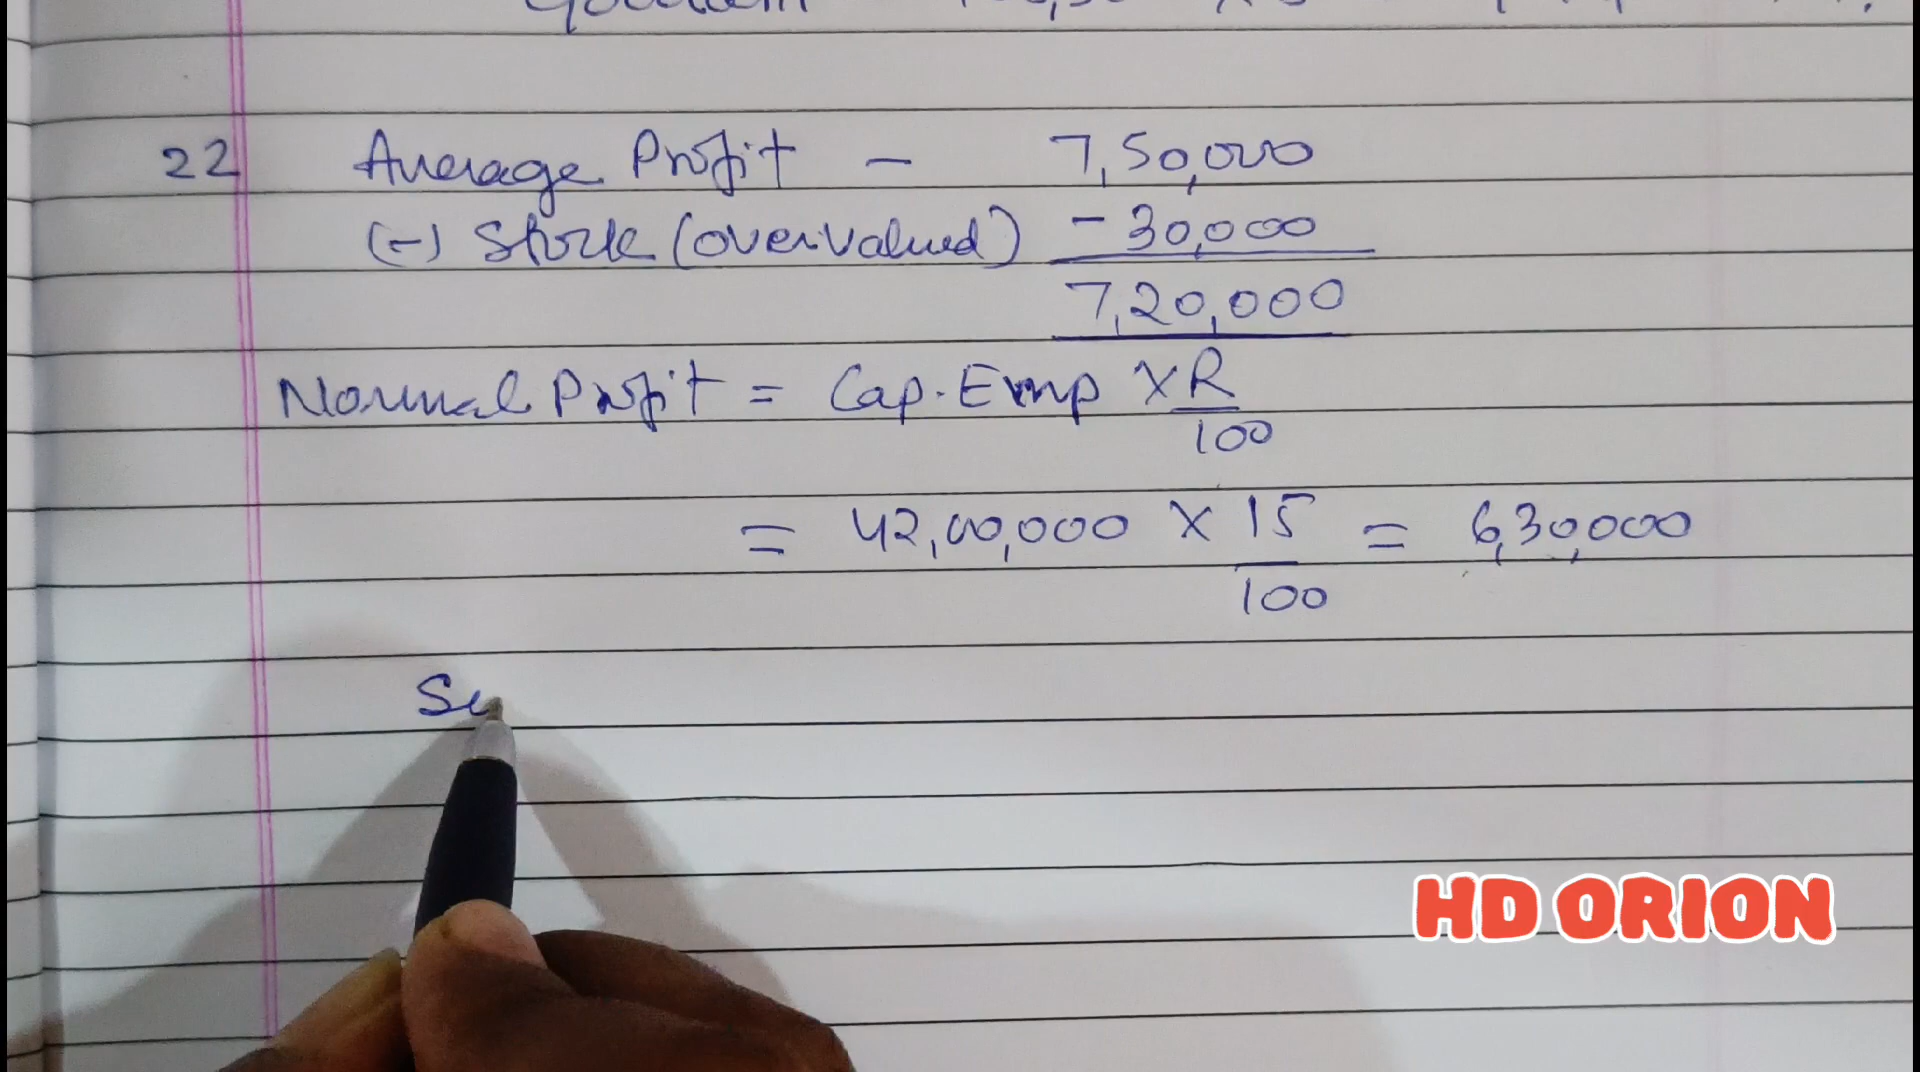 22 Average Profit - 7,50,000
(-) Stock (overvalued) - 30,000
7,20,000
Normal Profit = Cap. Emp X R
100
= 42,00,000 X 15 = 6,30,000
100
Su
HD ORION